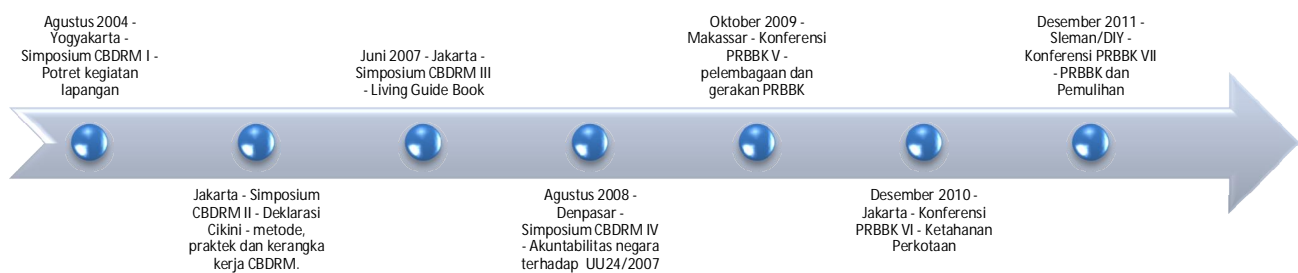 Agustus 2004 -
Yogyakarta -
Simposium CBDRM I -
Potret kegiatan
lapangan
Jakarta - Simposium
CBDRM II - Deklarasi
Cikini - metode,
praktek dan kerangka
kerja CBDRM.
Juni 2007 - Jakarta -
Simposium CBDRM III
- Living Guide Book
Agustus 2008 -
Denpasar -
Simposium CBDRM IV
- Akuntabilitas negara
terhadap UU24/2007
Oktober 2009 -
Makassar - Konferensi
PRBBK V -
pelembagaan dan
gerakan PRBBK
Desember 2010 -
Jakarta - Konferensi
PRBBK VI - Ketahanan
Perkotaan
Desember 2011 -
Sleman/DIY -
Konferensi PRBBK VII
- PRBBK dan
Pemulihan